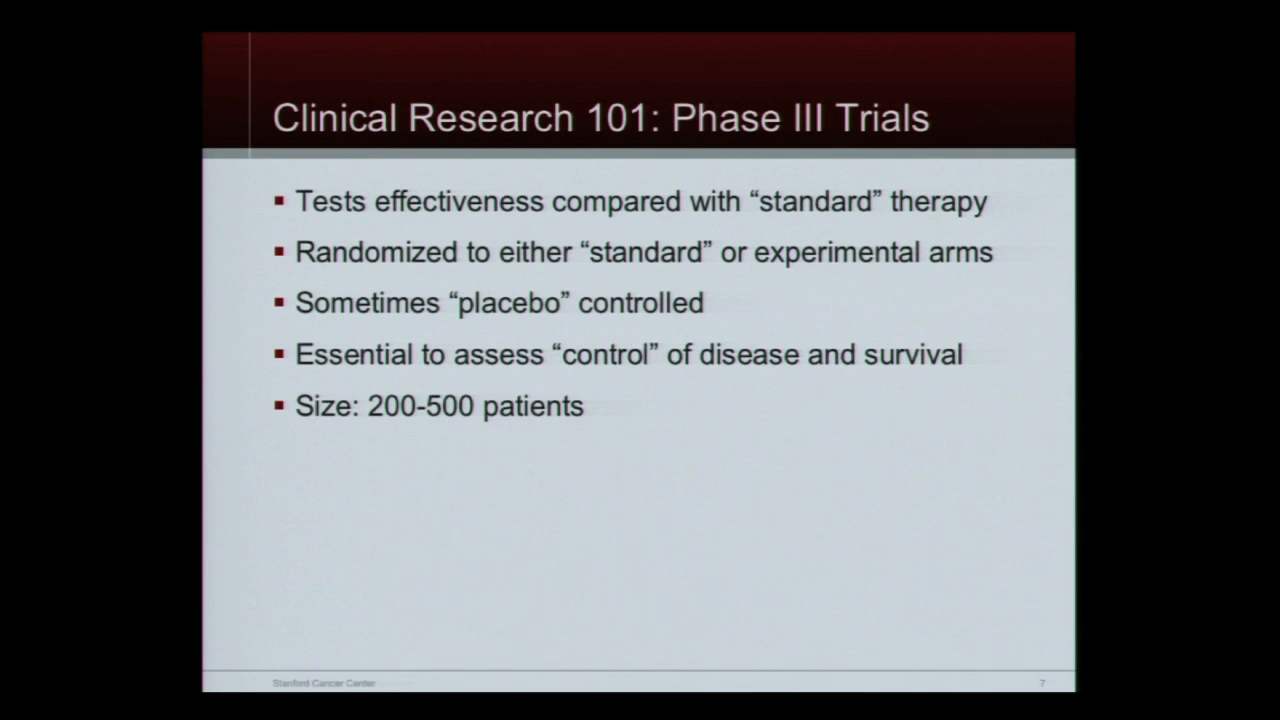 Clinical Research 101: Phase III Trials
▪ Tests effectiveness compared with “standard” therapy
▪ Randomized to either “standard” or experimental arms
▪ Sometimes “placebo” controlled
▪ Essential to assess “control” of disease and survival
▪ Size: 200-500 patients
Stanford Cancer Center
7